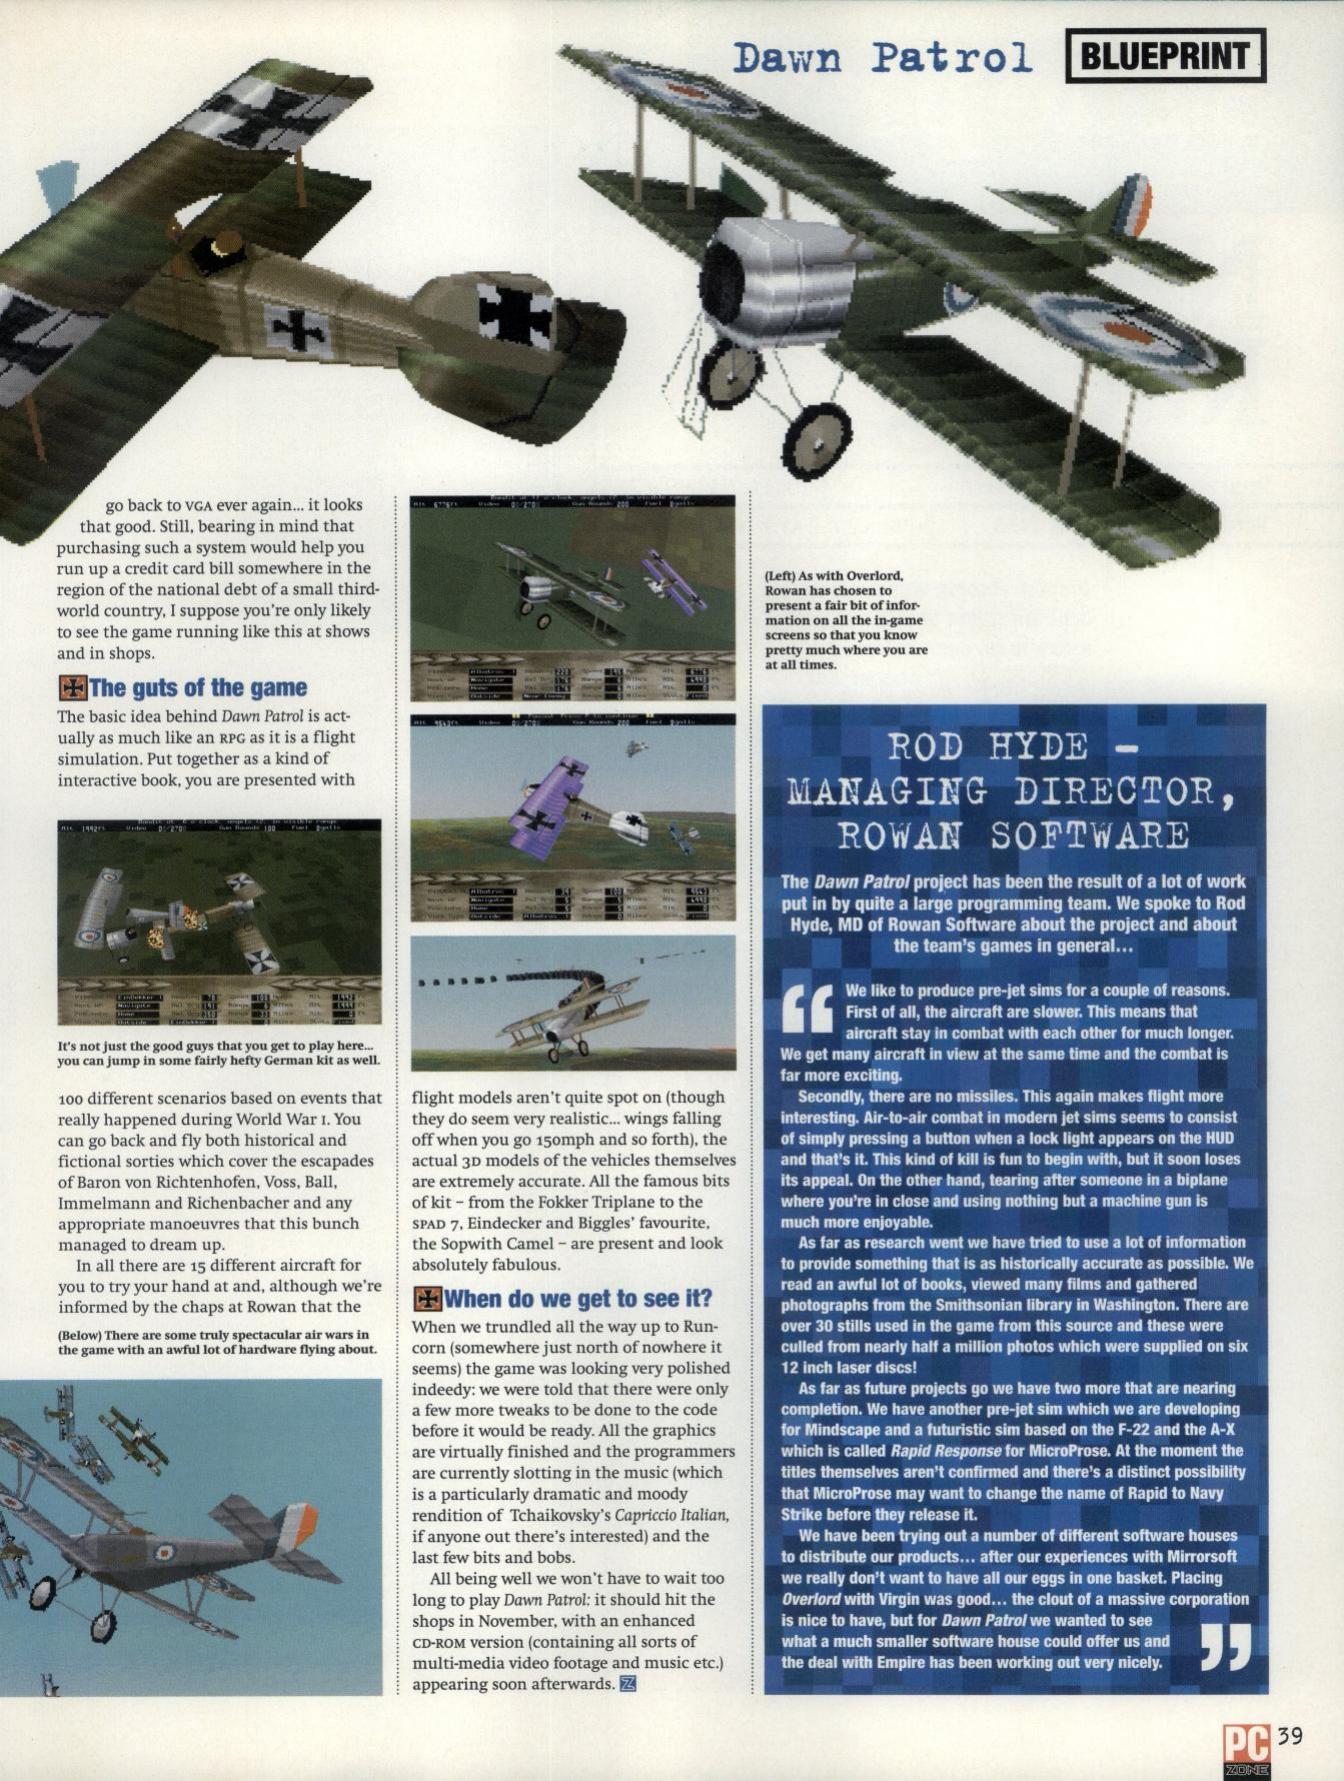 Dawn Patrol BLUEPRINT
go back to VGA ever again... it looks
that good. Still, bearing in mind that
purchasing such a system would help you
run up a credit card bill somewhere in the
region of the national debt of a small third-
world country, I suppose you're only likely
to see the game running like this at shows
and in shops.
The guts of the game
The basic idea behind Dawn Patrol is act-
ually as much like an RPG as it is a flight
simulation. Put together as a kind of
interactive book, you are presented with
It's not just the good guys that you get to play here...
you can jump in some fairly hefty German kit as well.
100 different scenarios based on events that
really happened during World War I. You
can go back and fly both historical and
fictional sorties which cover the escapades
of Baron von Richtenhofen, Voss, Ball,
Immelmann and Richenbacher and any
appropriate manoeuvres that this bunch
managed to dream up.
In all there are 15 different aircraft for
you to try your hand at and, although we're
informed by the chaps at Rowan that the
(Below) There are some truly spectacular air wars in
the game with an awful lot of hardware flying about.
flight models aren't quite spot on (though
they do seem very realistic... wings falling
off when you go 150mph and so forth), the
actual 3D models of the vehicles themselves
are extremely accurate. All the famous bits
of kit – from the Fokker Triplane to the
SPAD 7, Eindecker and Biggles' favourite,
the Sopwith Camel – are present and look
absolutely fabulous.
When do we get to see it?
When we trundled all the way up to Run-
corn (somewhere just north of nowhere it
seems) the game was looking very polished
indeedy: we were told that there were only
a few more tweaks to be done to the code
before it would be ready. All the graphics
are virtually finished and the programmers
are currently slotting in the music (which
is a particularly dramatic and moody
rendition of Tchaikovsky's Capriccio Italian,
if anyone out there's interested) and the
last few bits and bobs.
All being well we won't have to wait too
long to play Dawn Patrol: it should hit the
shops in November, with an enhanced
CD-ROM version (containing all sorts of
multi-media video footage and music etc.)
appearing soon afterwards. Z
(Left) As with Overlord,
Rowan has chosen to
present a fair bit of infor-
mation on all the in-game
screens so that you know
pretty much where you are
at all times.
ROD HYDE –
MANAGING DIRECTOR,
ROWAN SOFTWARE
The Dawn Patrol project has been the result of a lot of work
put in by quite a large programming team. We spoke to Rod
Hyde, MD of Rowan Software about the project and about
the team's games in general...
“ We like to produce pre-jet sims for a couple of reasons.
First of all, the aircraft are slower. This means that
aircraft stay in combat with each other for much longer.
We get many aircraft in view at the same time and the combat is
far more exciting.
Secondly, there are no missiles. This again makes flight more
interesting. Air-to-air combat in modern jet sims seems to consist
of simply pressing a button when a lock light appears on the HUD
and that's it. This kind of kill is fun to begin with, but it soon loses
its appeal. On the other hand, tearing after someone in a biplane
where you're in close and using nothing but a machine gun is
much more enjoyable.
As far as research went we have tried to use a lot of information
to provide something that is as historically accurate as possible. We
read an awful lot of books, viewed many films and gathered
photographs from the Smithsonian library in Washington. There are
over 30 stills used in the game from this source and these were
culled from nearly half a million photos which were supplied on six
12 inch laser discs!
As far as future projects go we have two more that are nearing
completion. We have another pre-jet sim which we are developing
for Mindscape and a futuristic sim based on the F-22 and the A-X
which is called Rapid Response for MicroProse. At the moment the
titles themselves aren't confirmed and there's a distinct possibility
that MicroProse may want to change the name of Rapid to Navy
Strike before they release it.
We have been trying out a number of different software houses
to distribute our products... after our experiences with Mirrorsoft
we really don't want to have all our eggs in one basket. Placing
Overlord with Virgin was good... the clout of a massive corporation
is nice to have, but for Dawn Patrol we wanted to see
what a much smaller software house could offer us and
the deal with Empire has been working out very nicely. ”
PC ZONE 39